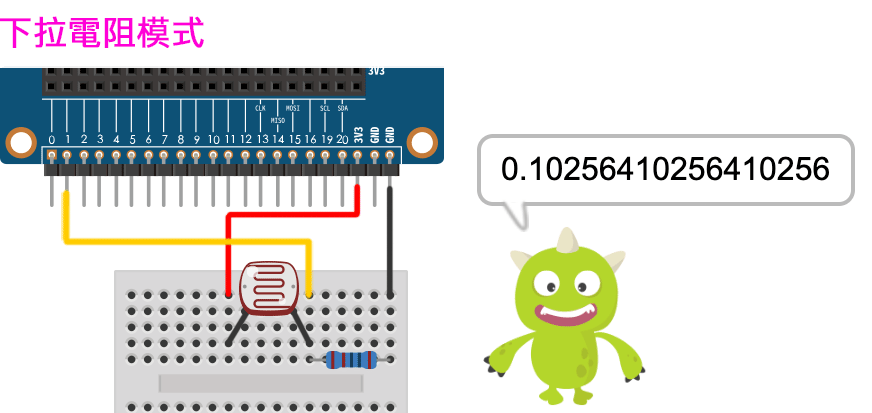 下拉電阻模式
3V3
CLK MOSI SCL SDA
MISO
0 1 2 3 4 5 6 7 8 9 10 11 12 13 14 15 16 19 20 3V3 GND GND
0.10256410256410256